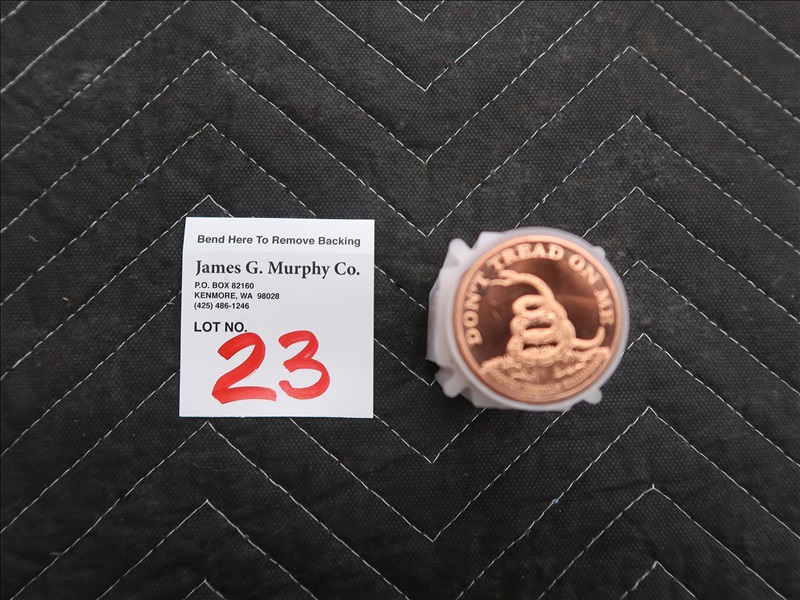 Bend Here To Remove Backing
James G. Murphy Co.
P.O. BOX 82160
KENMORE, WA 98028
(425) 486-1246
LOT NO.
23
DON'T TREAD ON ME